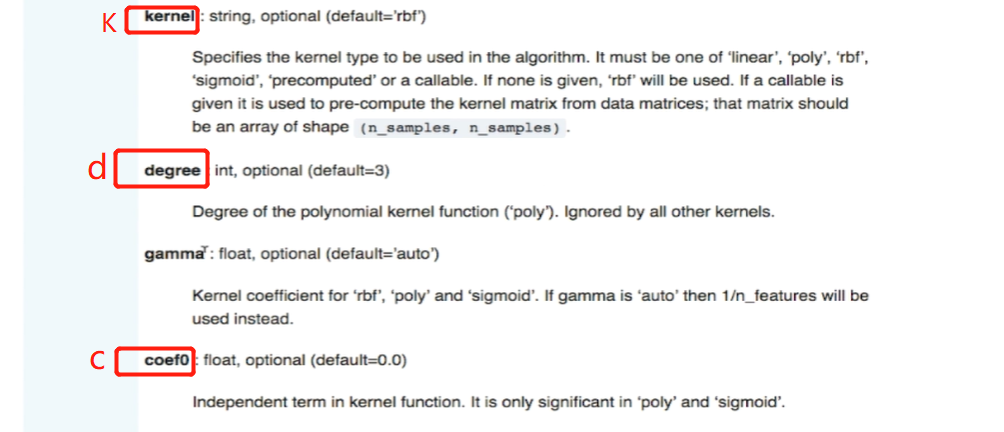 K kernel : string, optional (default='rbf')
Specifies the kernel type to be used in the algorithm. It must be one of 'linear', 'poly', 'rbf',
'sigmoid', 'precomputed' or a callable. If none is given, 'rbf' will be used. If a callable is
given it is used to pre-compute the kernel matrix from data matrices; that matrix should
be an array of shape (n_samples, n_samples).
d degree : int, optional (default=3)
Degree of the polynomial kernel function ('poly'). Ignored by all other kernels.
gamma : float, optional (default='auto')
Kernel coefficient for 'rbf', 'poly' and 'sigmoid'. If gamma is 'auto' then 1/n_features will be
used instead.
C coef0 : float, optional (default=0.0)
Independent term in kernel function. It is only significant in 'poly' and 'sigmoid'.